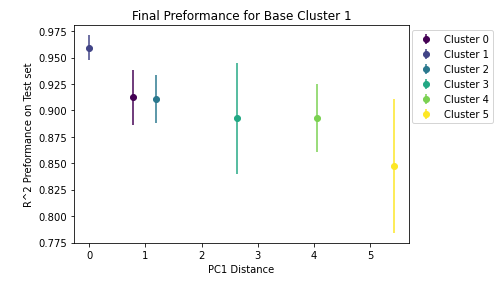 Final Preformance for Base Cluster 1
R^2 Preformance on Test set
0.975
0.950
0.925
0.900
0.875
0.850
0.825
0.800
0.775
0 1 2 3 4 5
PC1 Distance
Cluster 0
Cluster 1
Cluster 2
Cluster 3
Cluster 4
Cluster 5